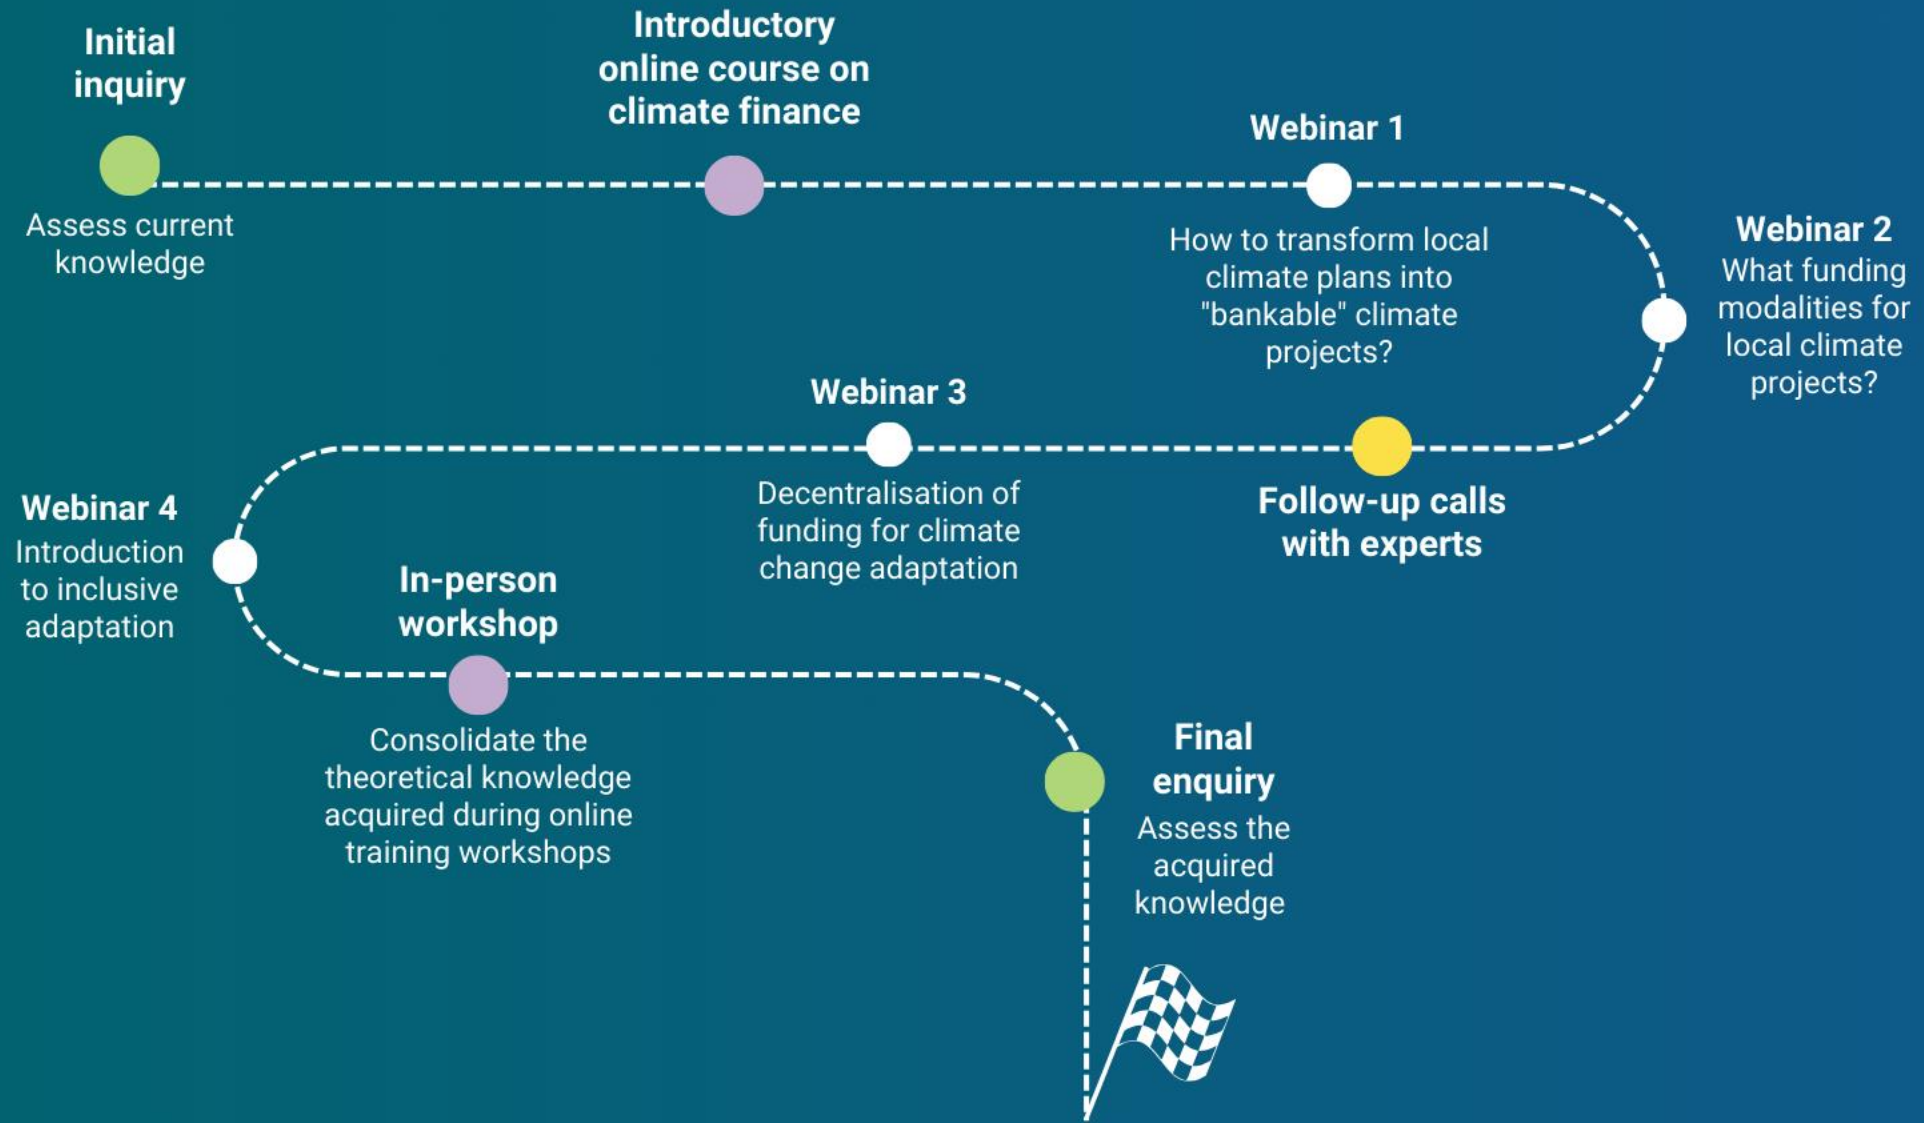 Initial
inquiry
Assess current
knowledge
Introductory
online course on
climate finance
Webinar 1
How to transform local
climate plans into
"bankable" climate
projects?
Webinar 2
What funding
modalities for
local climate
projects?
Follow-up calls
with experts
Webinar 3
Decentralisation of
funding for climate
change adaptation
Webinar 4
Introduction
to inclusive
adaptation
In-person
workshop
Consolidate the
theoretical knowledge
acquired during online
training workshops
Final
enquiry
Assess the
acquired
knowledge